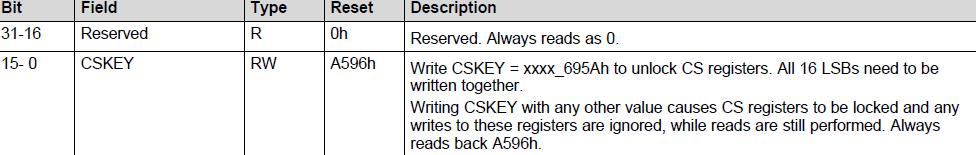 Bit Field Type Reset Description
31-16 Reserved R 0h Reserved. Always reads as 0.
15- 0 CSKEY RW A596h Write CSKEY = xxxx_695Ah to unlock CS registers. All 16 LSBs need to be
written together.
Writing CSKEY with any other value causes CS registers to be locked and any
writes to these registers are ignored, while reads are still performed. Always
reads back A596h.